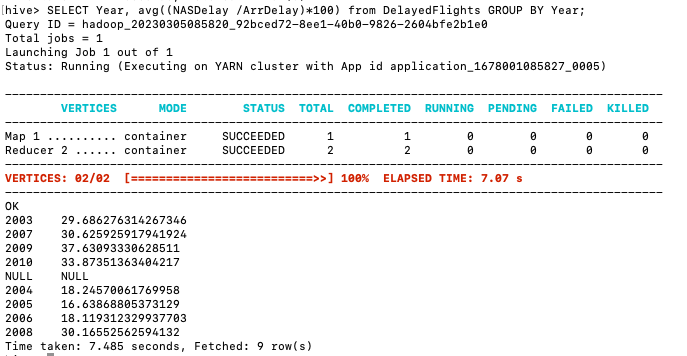 hive> SELECT Year, avg((NASDelay /ArrDelay)*100) from DelayedFlights GROUP BY Year;
Query ID = hadoop_20230305085820_92bced72-8ee1-40b0-9826-2604bfe2b1e0
Total jobs = 1
Launching Job 1 out of 1
Status: Running (Executing on YARN cluster with App id application_1678001085827_0005)
----------------------------------------------------------------------------------------------
VERTICES MODE STATUS TOTAL COMPLETED RUNNING PENDING FAILED KILLED
----------------------------------------------------------------------------------------------
Map 1 .......... container SUCCEEDED 1 1 0 0 0 0
Reducer 2 ...... container SUCCEEDED 2 2 0 0 0 0
----------------------------------------------------------------------------------------------
VERTICES: 02/02 [==========================>>] 100% ELAPSED TIME: 7.07 s
----------------------------------------------------------------------------------------------
OK
2003 29.686276314267346
2007 30.625925917941924
2009 37.63093330628511
2010 33.87351363404217
NULL NULL
2004 18.24570061769958
2005 16.63868805373129
2006 18.119312329937703
2008 30.16552562594132
Time taken: 7.485 seconds, Fetched: 9 row(s)